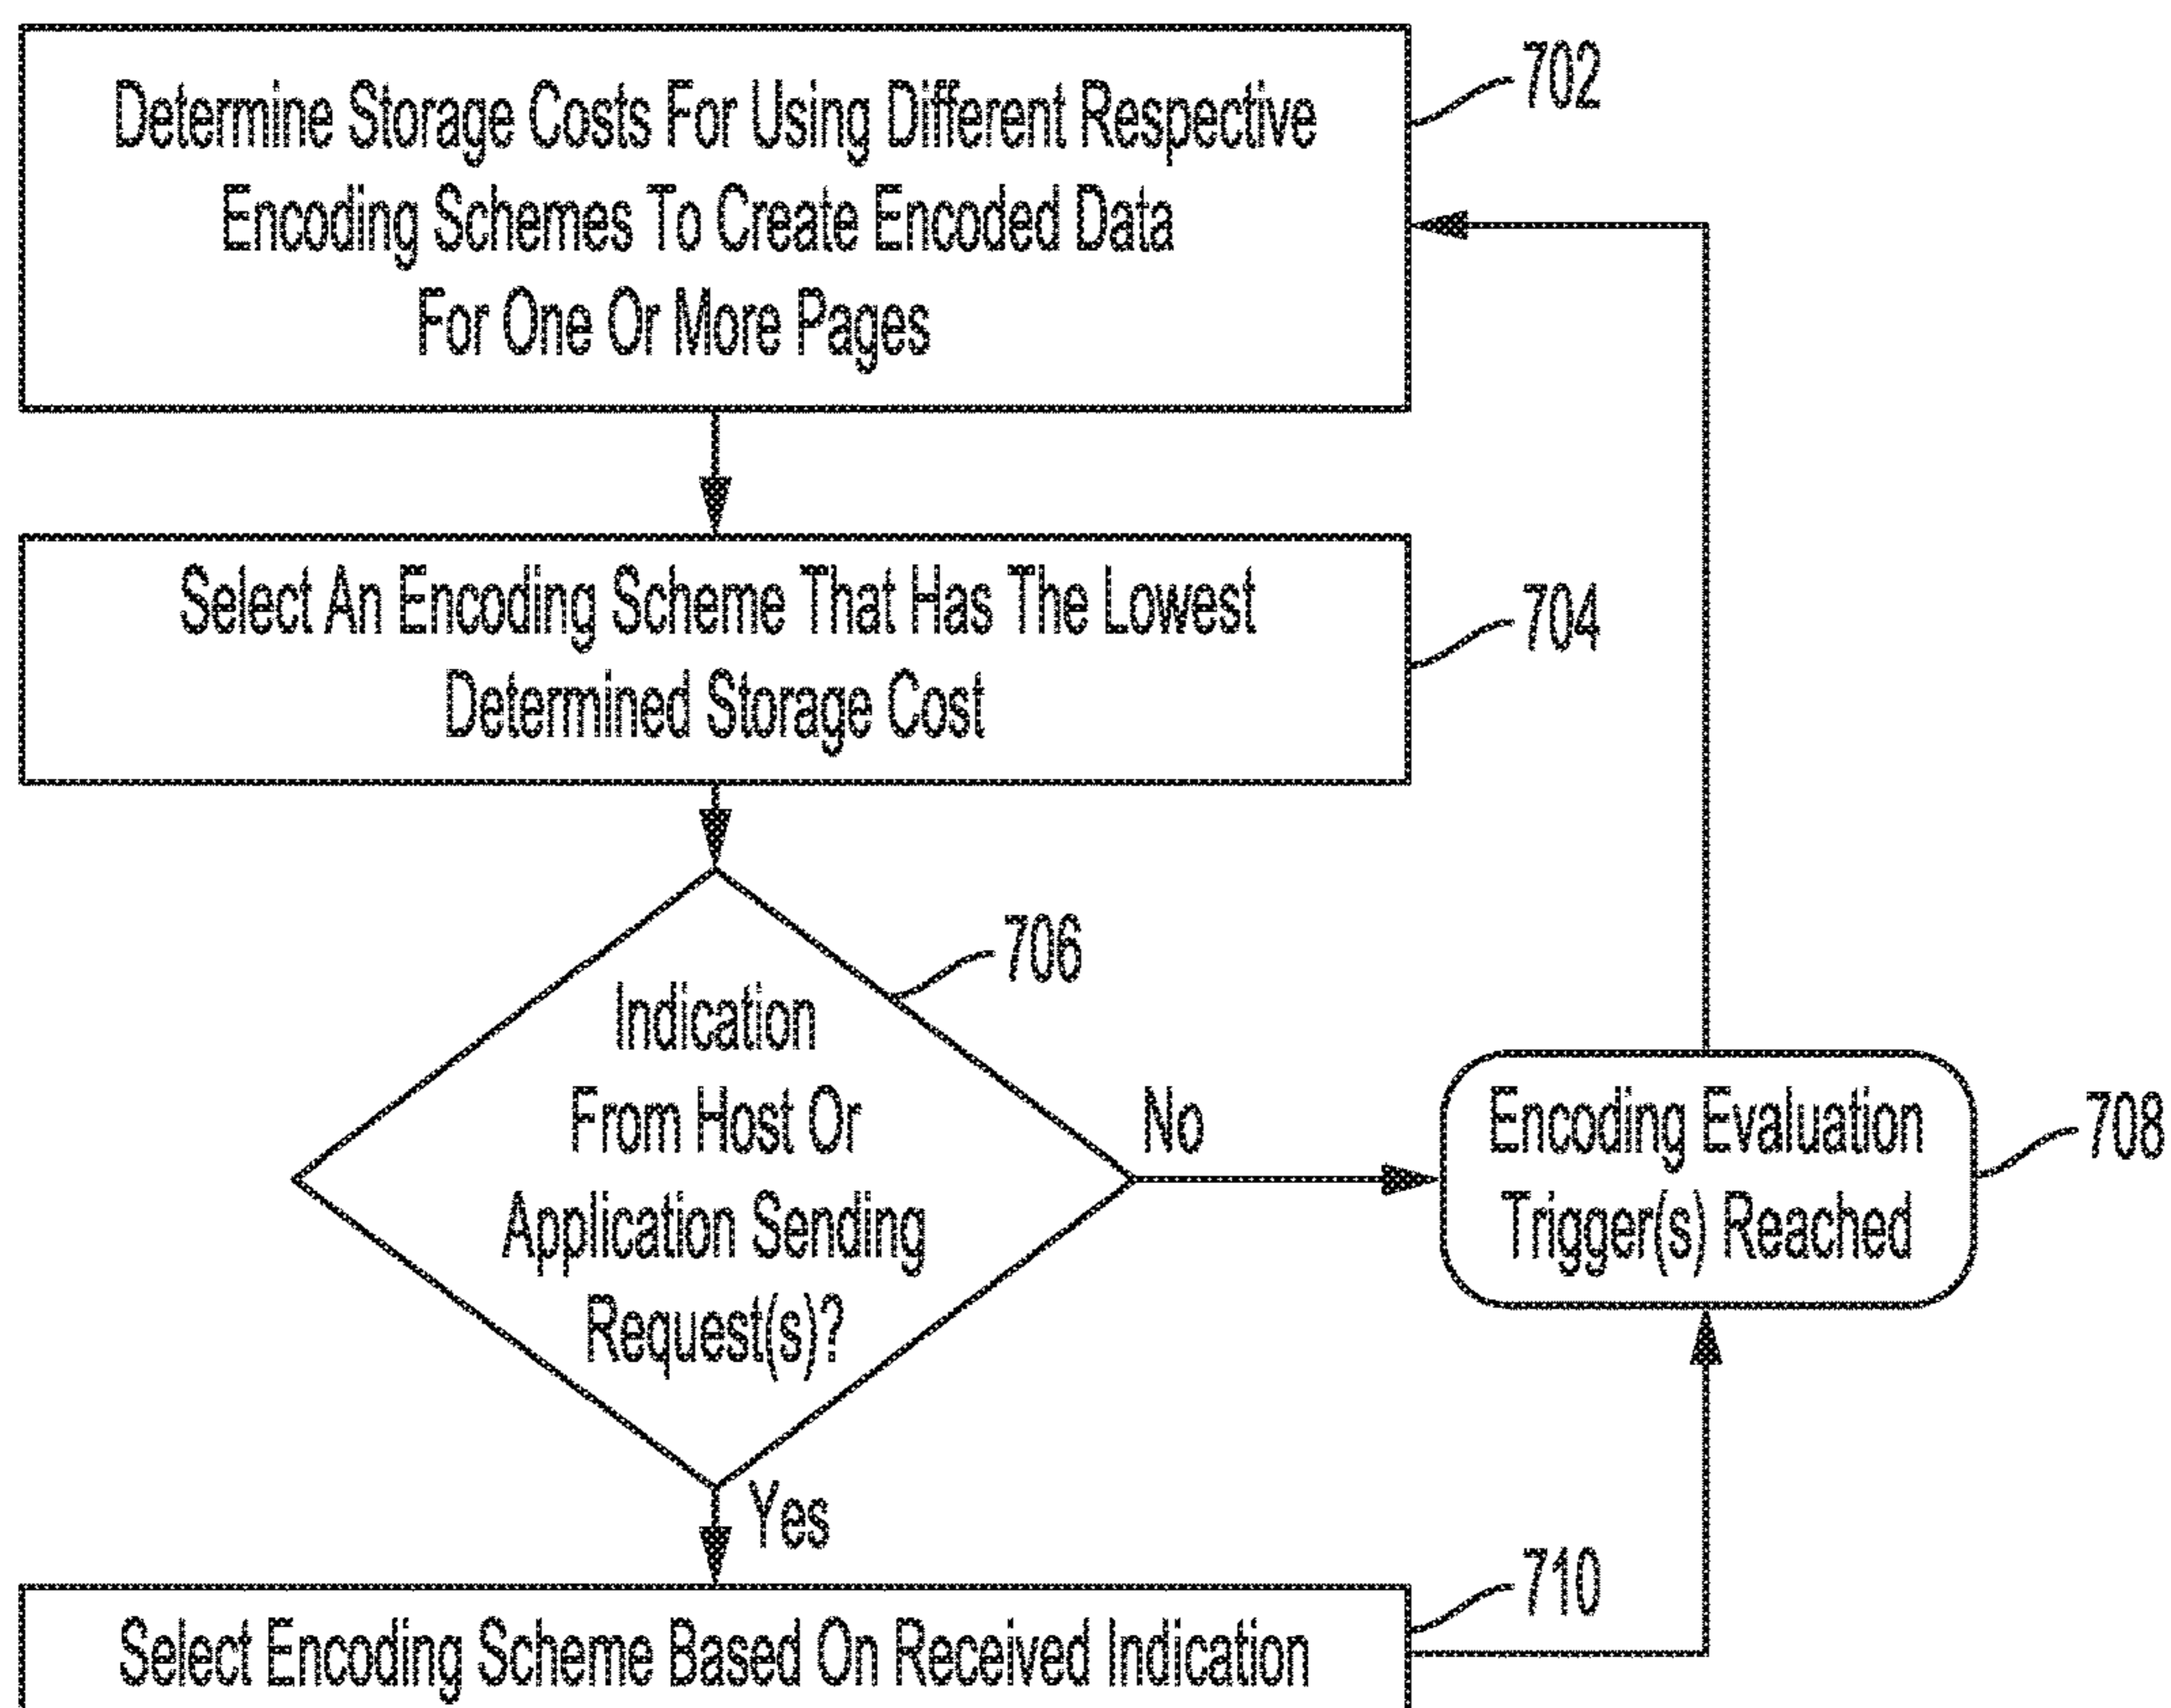 Determine Storage Costs For Using Different Respective
Encoding Schemes To Create Encoded Data
For One Or More Pages
702
Select An Encoding Scheme That Has The Lowest
Determined Storage Cost
704
Indication
From Host Or
Application Sending
Request(s)?
706
No
Encoding Evaluation
Trigger(s) Reached
708
Yes
Select Encoding Scheme Based On Received Indication
710